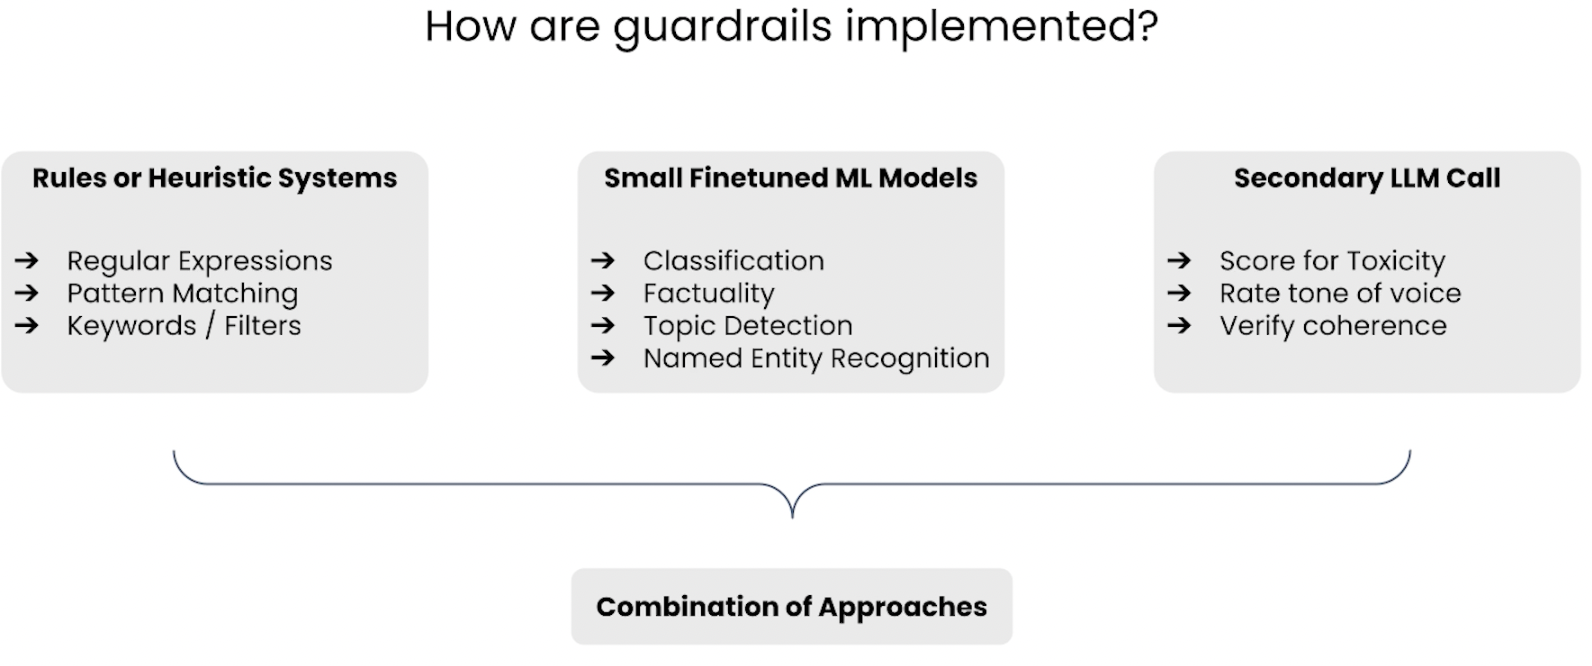 How are guardrails implemented?
Rules or Heuristic Systems
➔ Regular Expressions
➔ Pattern Matching
➔ Keywords / Filters
Small Finetuned ML Models
➔ Classification
➔ Factuality
➔ Topic Detection
➔ Named Entity Recognition
Secondary LLM Call
➔ Score for Toxicity
➔ Rate tone of voice
➔ Verify coherence
Combination of Approaches